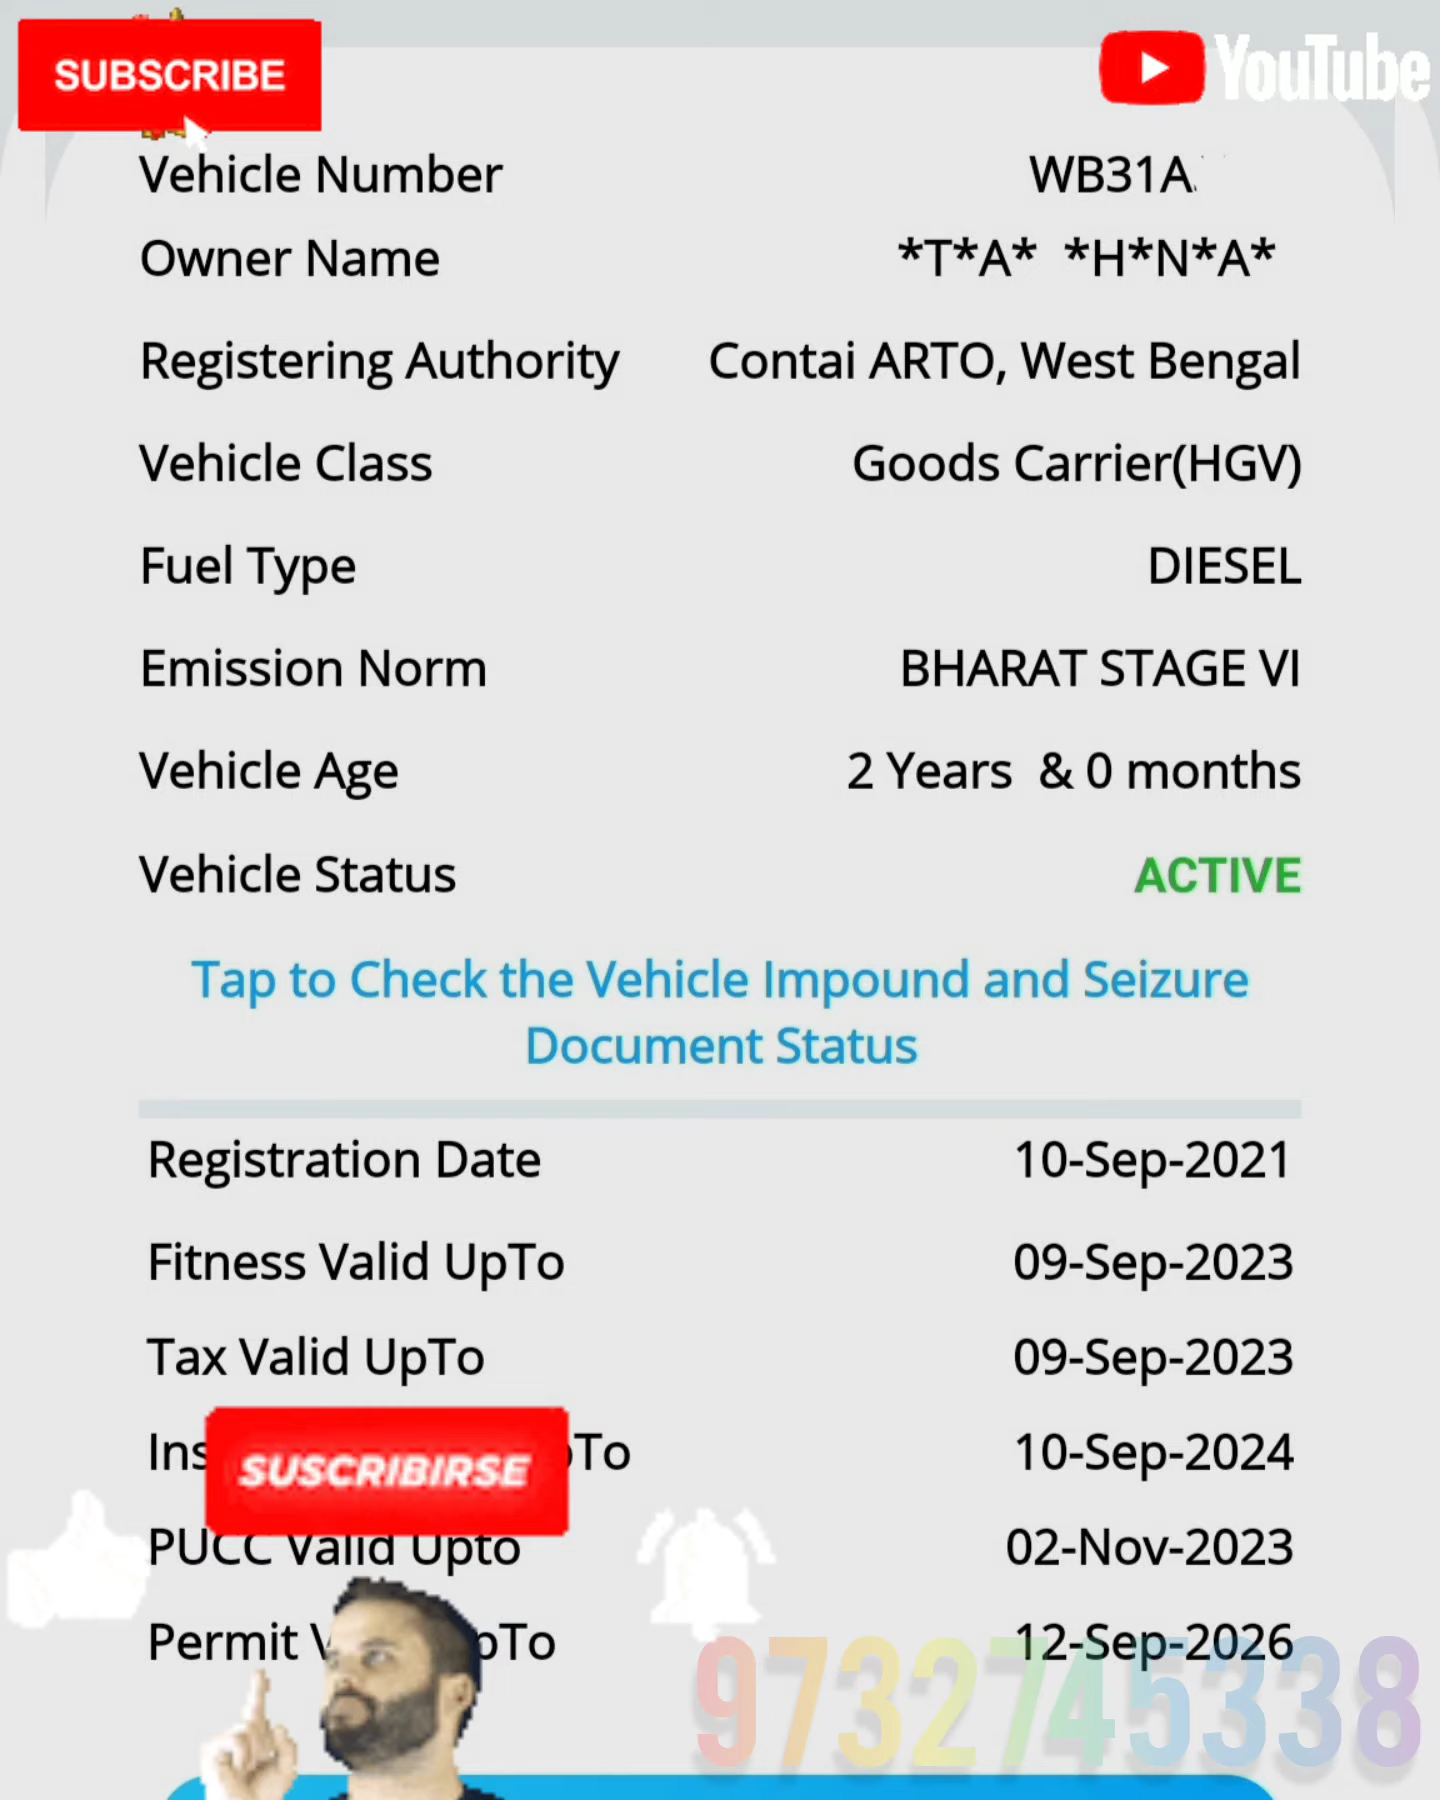 SUBSCRIBE
YouTube
Vehicle Number WB31A
Owner Name *T*A* *H*N*A*
Registering Authority Contai ARTO, West Bengal
Vehicle Class Goods Carrier(HGV)
Fuel Type DIESEL
Emission Norm BHARAT STAGE VI
Vehicle Age 2 Years & 0 months
Vehicle Status ACTIVE
Tap to Check the Vehicle Impound and Seizure
Document Status
Registration Date 10-Sep-2021
Fitness Valid UpTo 09-Sep-2023
Tax Valid UpTo 09-Sep-2023
10-Sep-2024
SUSCRIBIRSE
PUCC Valid Upto 02-Nov-2023
Permit 12-Sep-2026
9732745338